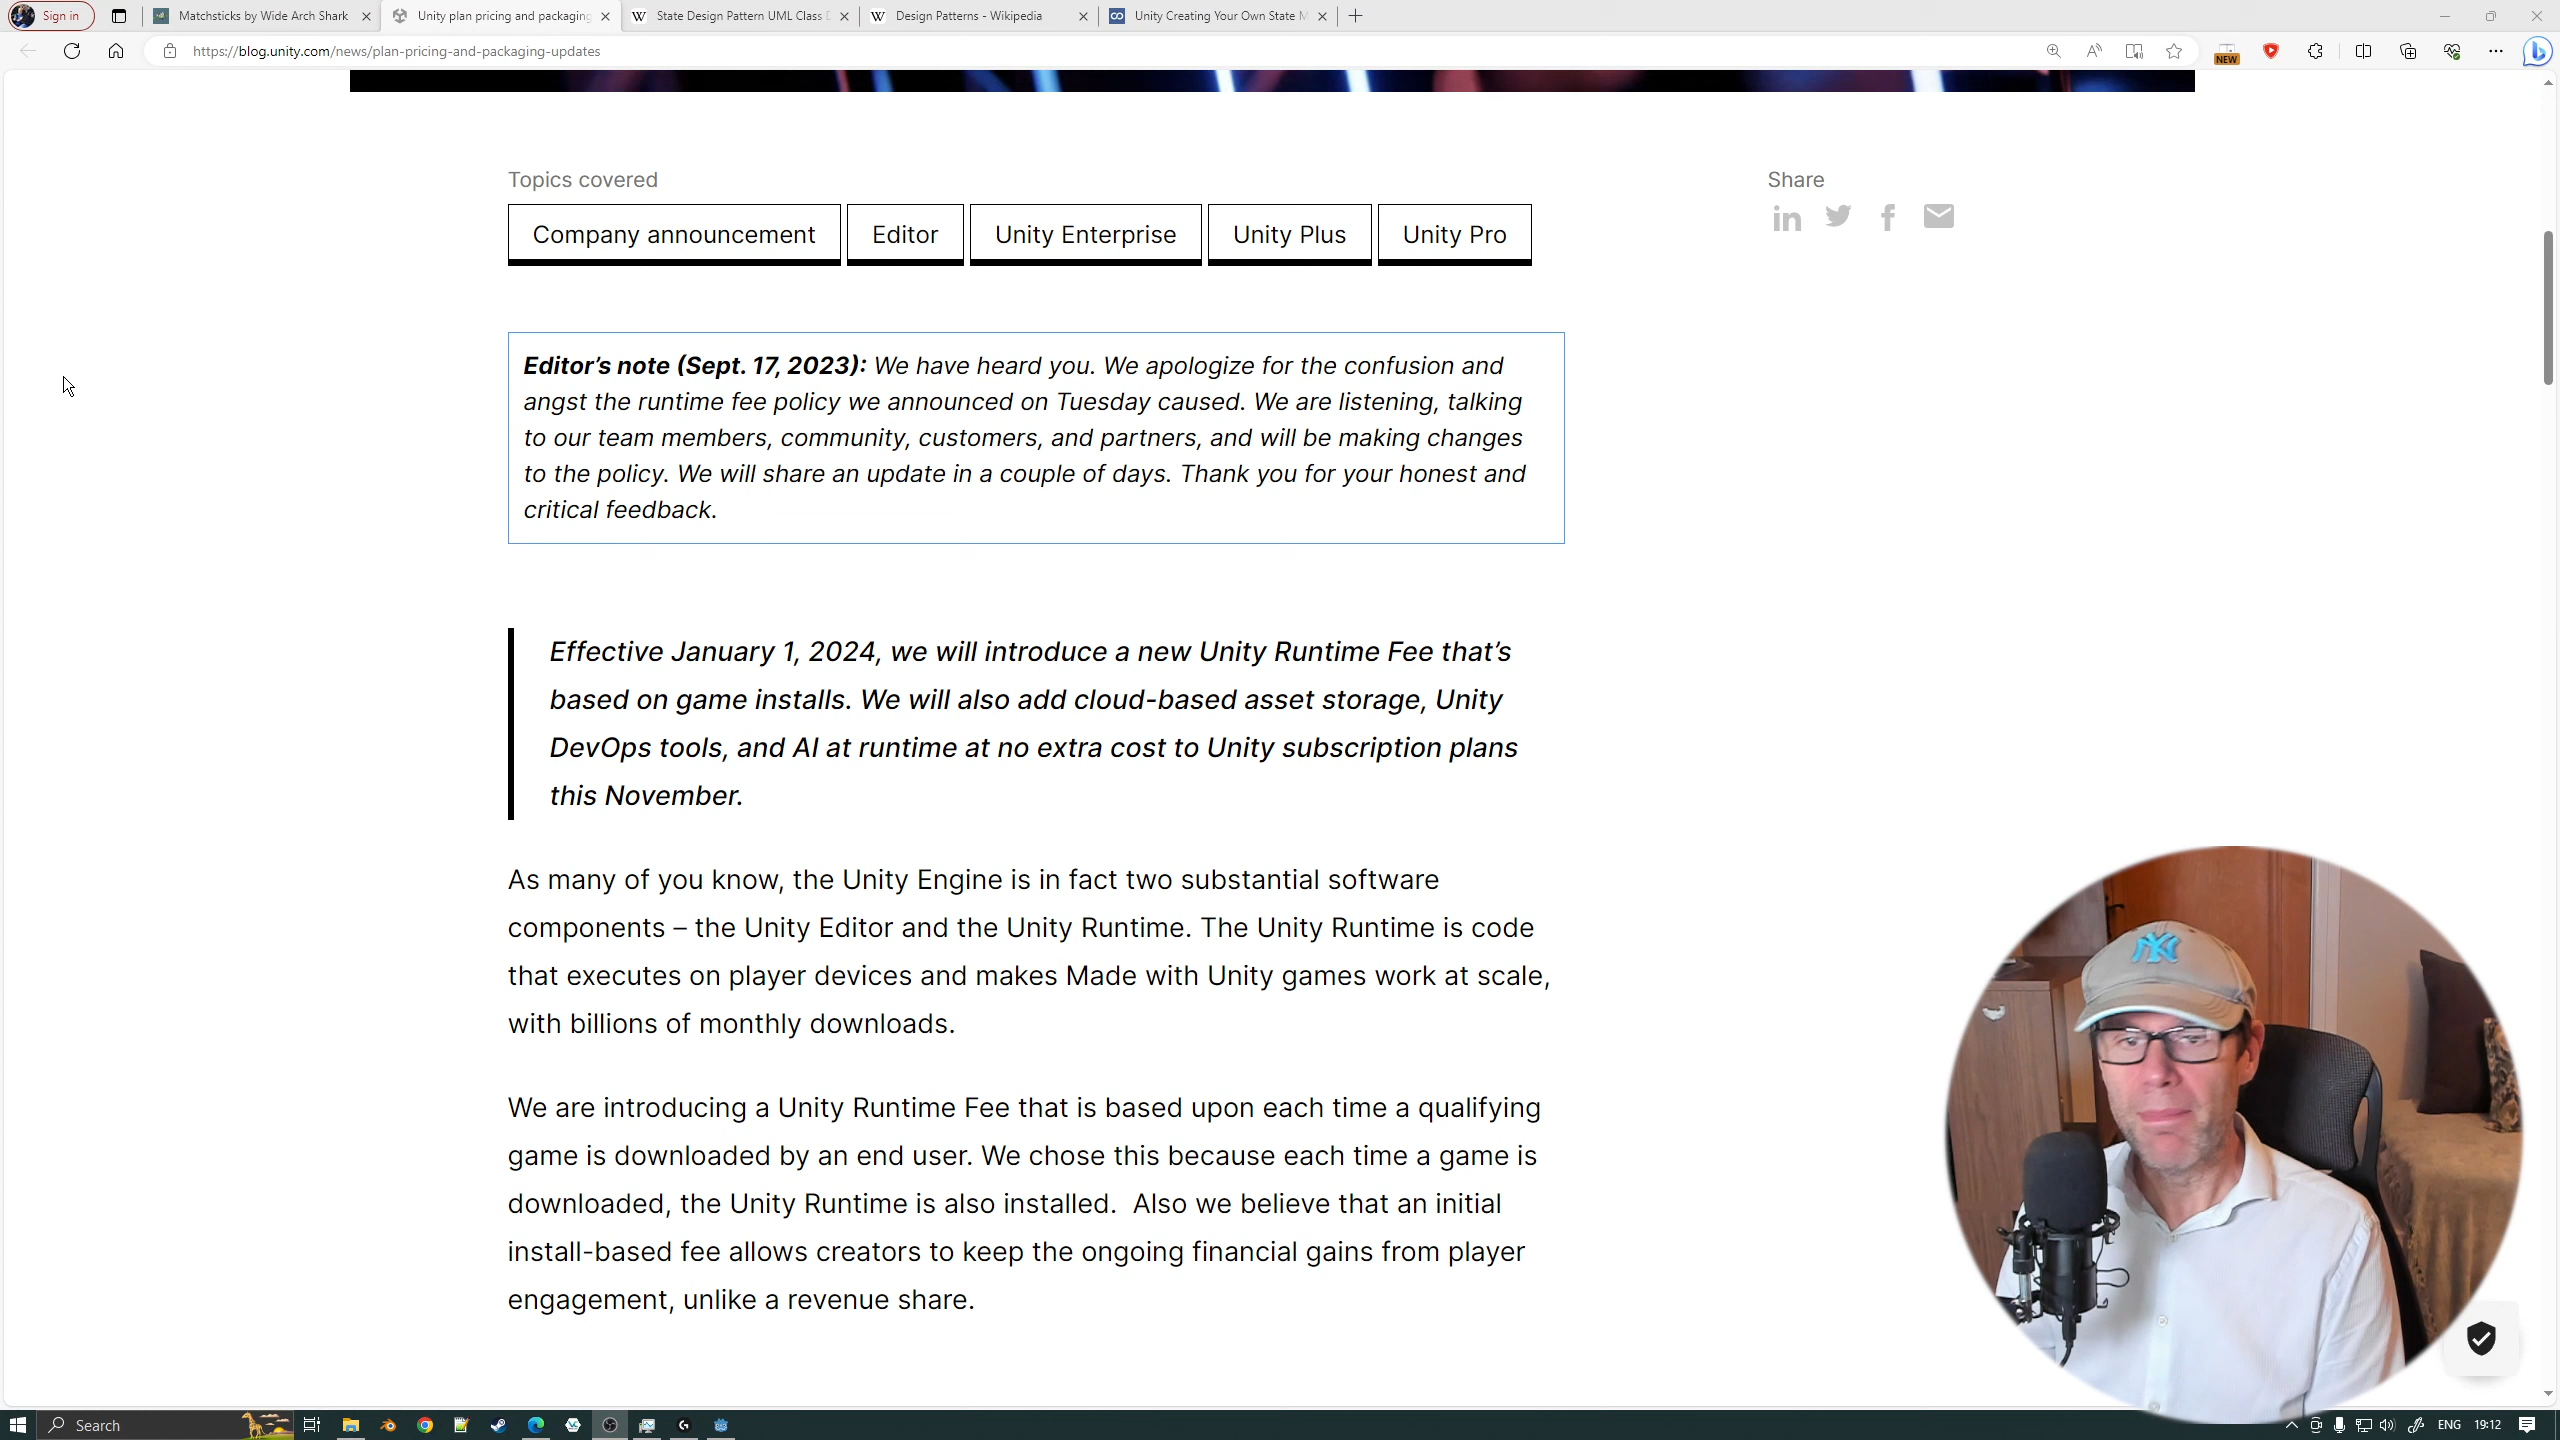 Sign in
Matchsticks by Wide Arch Shark
Unity plan pricing and packaging
State Design Pattern UML Class D
Design Patterns - Wikipedia
Unity Creating Your Own State M
https://blog.unity.com/news/plan-pricing-and-packaging-updates
NEW
Topics covered
Share
Company announcement
Editor
Unity Enterprise
Unity Plus
Unity Pro
Editor’s note (Sept. 17, 2023): We have heard you. We apologize for the confusion and
angst the runtime fee policy we announced on Tuesday caused. We are listening, talking
to our team members, community, customers, and partners, and will be making changes
to the policy. We will share an update in a couple of days. Thank you for your honest and
critical feedback.
Effective January 1, 2024, we will introduce a new Unity Runtime Fee that’s
based on game installs. We will also add cloud-based asset storage, Unity
DevOps tools, and AI at runtime at no extra cost to Unity subscription plans
this November.
As many of you know, the Unity Engine is in fact two substantial software
components – the Unity Editor and the Unity Runtime. The Unity Runtime is code
that executes on player devices and makes Made with Unity games work at scale,
with billions of monthly downloads.
We are introducing a Unity Runtime Fee that is based upon each time a qualifying
game is downloaded by an end user. We chose this because each time a game is
downloaded, the Unity Runtime is also installed.  Also we believe that an initial
install-based fee allows creators to keep the ongoing financial gains from player
engagement, unlike a revenue share.
NY
Search
ENG
19:12